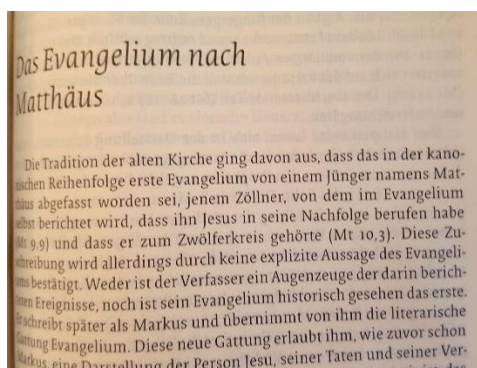 Das Evangelium nach
Matthäus
Die Tradition der alten Kirche ging davon aus, dass das in der kano-
nischen Reihenfolge erste Evangelium von einem Jünger namens Mat-
thäus abgefasst worden sei, jenem Zöllner, von dem im Evangelium
selbst berichtet wird, dass ihn Jesus in seine Nachfolge berufen habe
(Mt 9,9) und dass er zum Zwölferkreis gehörte (Mt 10,3). Diese Zu-
schreibung wird allerdings durch keine explizite Aussage des Evangeli-
ums bestätigt. Weder ist der Verfasser ein Augenzeuge der darin berich-
teten Ereignisse, noch ist sein Evangelium historisch gesehen das erste.
Er schreibt später als Markus und übernimmt von ihm die literarische
Gattung Evangelium. Diese neue Gattung erlaubt ihm, wie zuvor schon
Markus, eine Darstellung der Person Jesu, seiner Taten und seiner Ver-